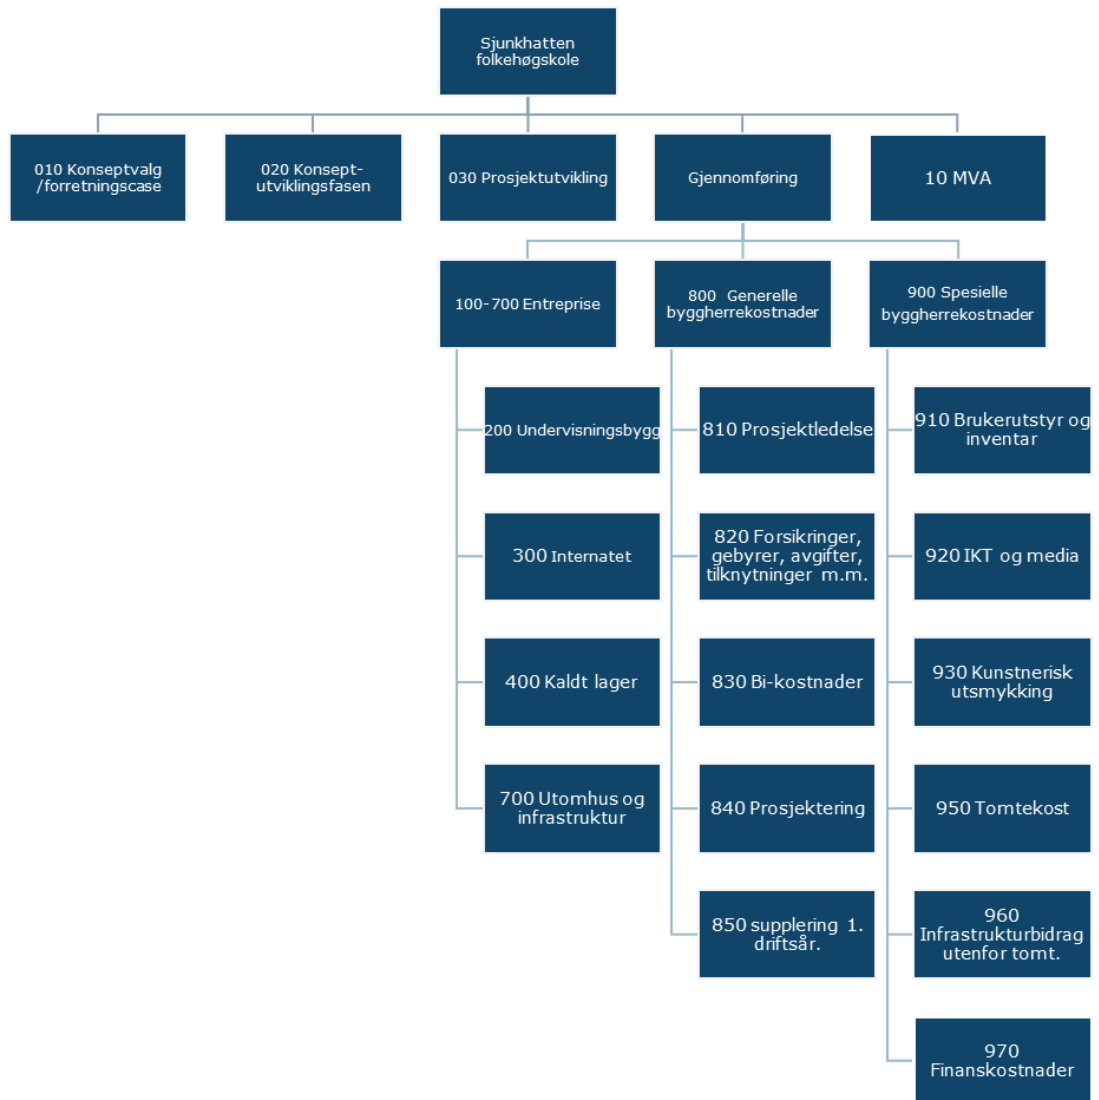 Sjunkhatten
folkehøgskole
010 Konseptvalg
/forretningscase
020 Konsept-
utviklingsfasen
030 Prosjektutvikling
Gjennomføring
10 MVA
100-700 Entreprise
800 Generelle
byggherrekostnader
900 Spesielle
byggherrekostnader
200 Undervisningsbygg
300 Internatet
400 Kaldt lager
700 Utomhus og
infrastruktur
810 Prosjektledelse
820 Forsikringer,
gebyrer, avgifter,
tilknytninger m.m.
830 Bi-kostnader
840 Prosjektering
850 supplering 1.
driftsår.
910 Brukerutstyr og
inventar
920 IKT og media
930 Kunstnerisk
utsmykking
950 Tomtekost
960
Infrastrukturbidrag
utenfor tomt.
970
Finanskostnader